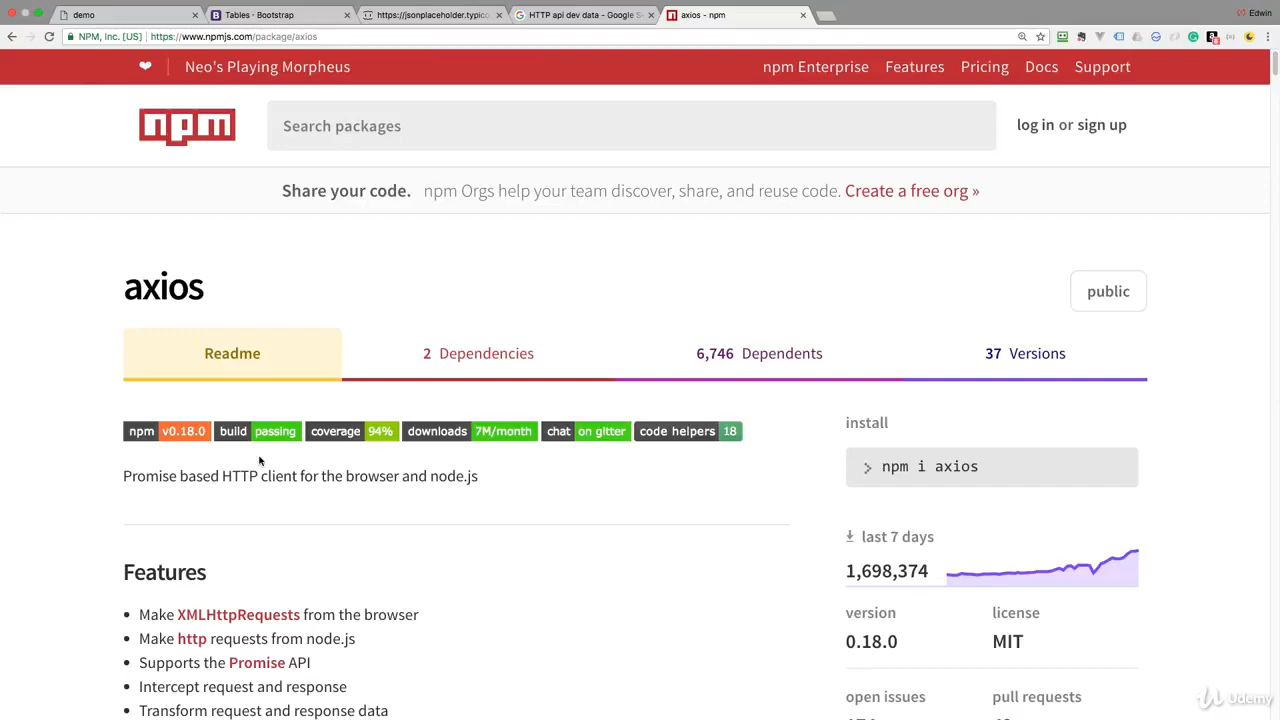 demo
Tables · Bootstrap
https://jsonplaceholder.typico
HTTP api dev data - Google S
axios - npm
Edwin
NPM, Inc. [US] https://www.npmjs.com/package/axios
❤ Neo's Playing Morpheus
npm Enterprise Features Pricing Docs Support
npm
Search packages
log in or sign up
Share your code. npm Orgs help your team discover, share, and reuse code. Create a free org »
axios
public
Readme
2 Dependencies
6,746 Dependents
37 Versions
npm v0.18.0 build passing coverage 94% downloads 7M/month chat on gitter code helpers 18
Promise based HTTP client for the browser and node.js
install
npm i axios
last 7 days
1,698,374
version
license
0.18.0
MIT
open issues
pull requests
Features
Make XMLHttpRequests from the browser
Make http requests from node.js
Supports the Promise API
Intercept request and response
Transform request and response data
Udemy